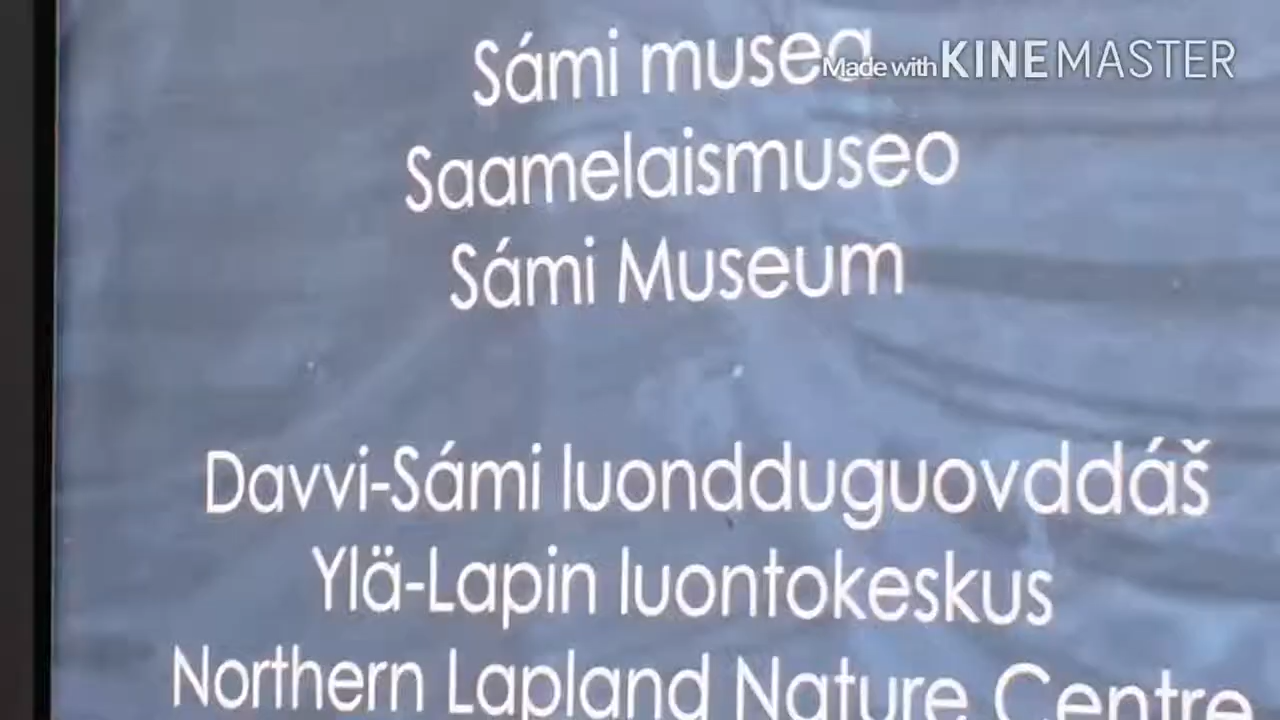 Sámi musea
Made with KINEMASTER
Saamelaismuseo
Sámi Museum
Davvi-Sámi luondduguovddáš
Ylä-Lapin luontokeskus
Northern Lapland Nature Centre